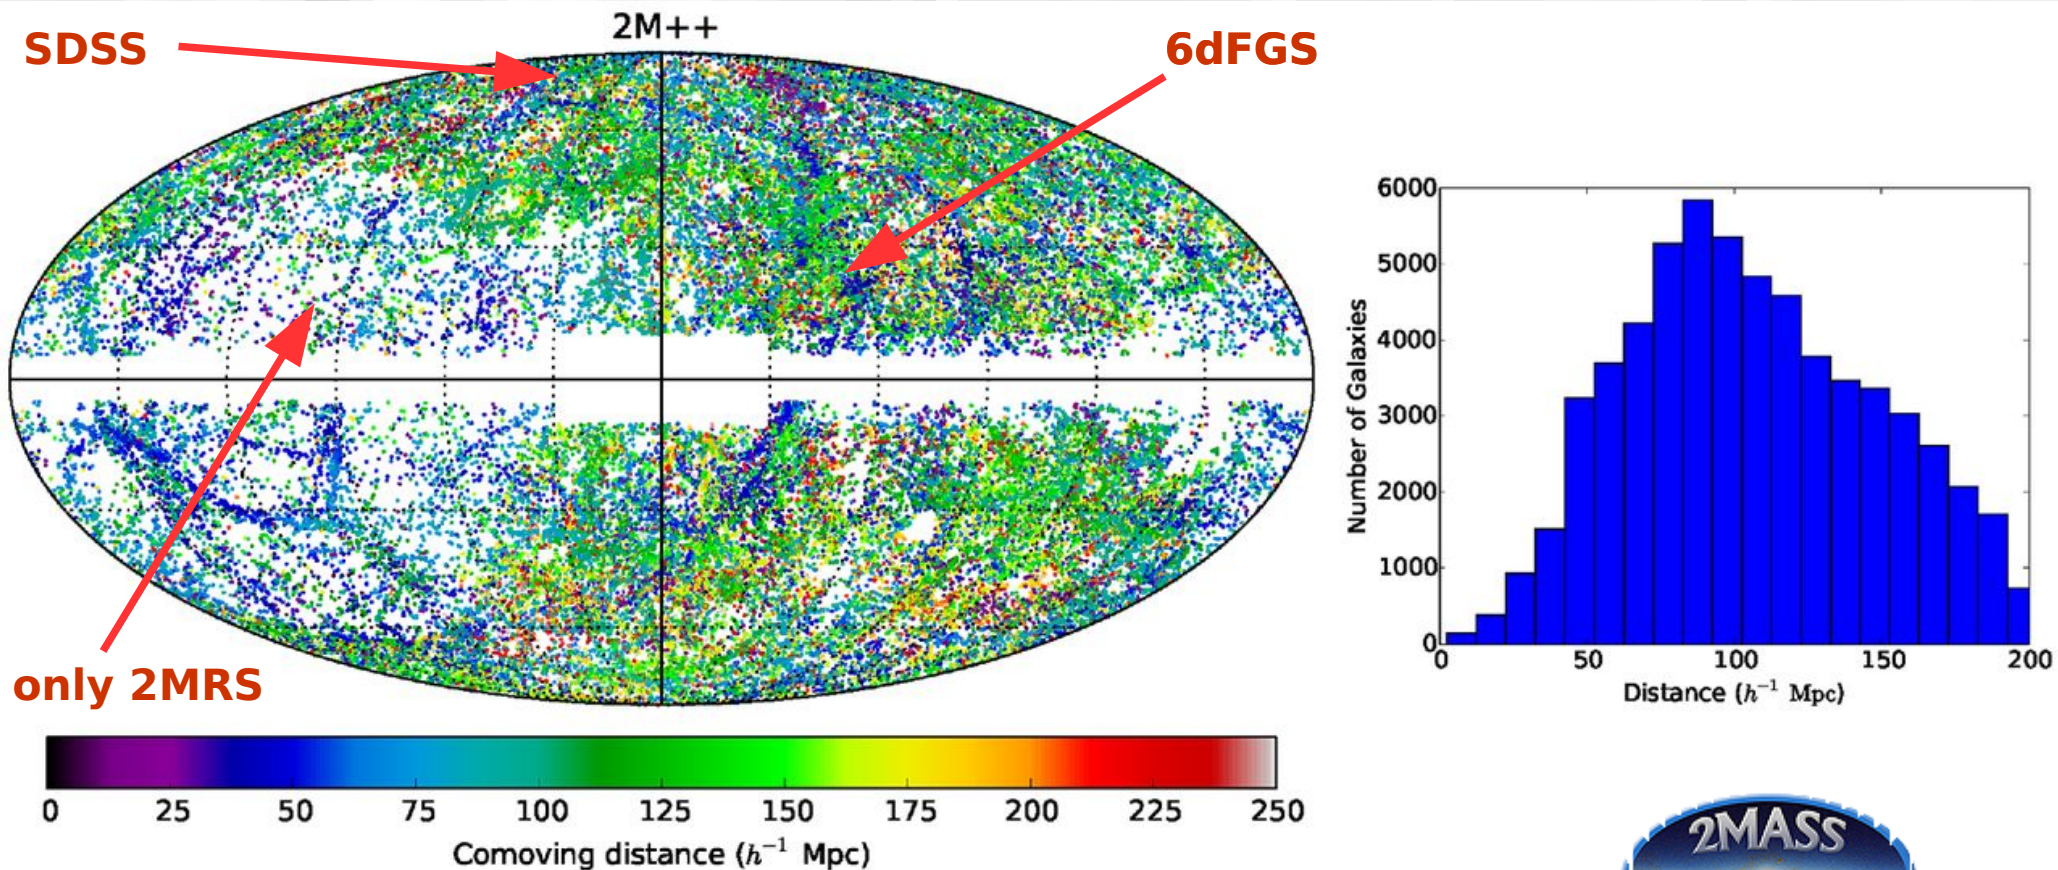 2M++
SDSS
6dFGS
only 2MRS
0 25 50 75 100 125 150 175 200 225 250
Comoving distance (h⁻¹ Mpc)
6000
5000
4000
3000
2000
1000
0
Number of Galaxies
0 50 100 150 200
Distance (h⁻¹ Mpc)
2MASS